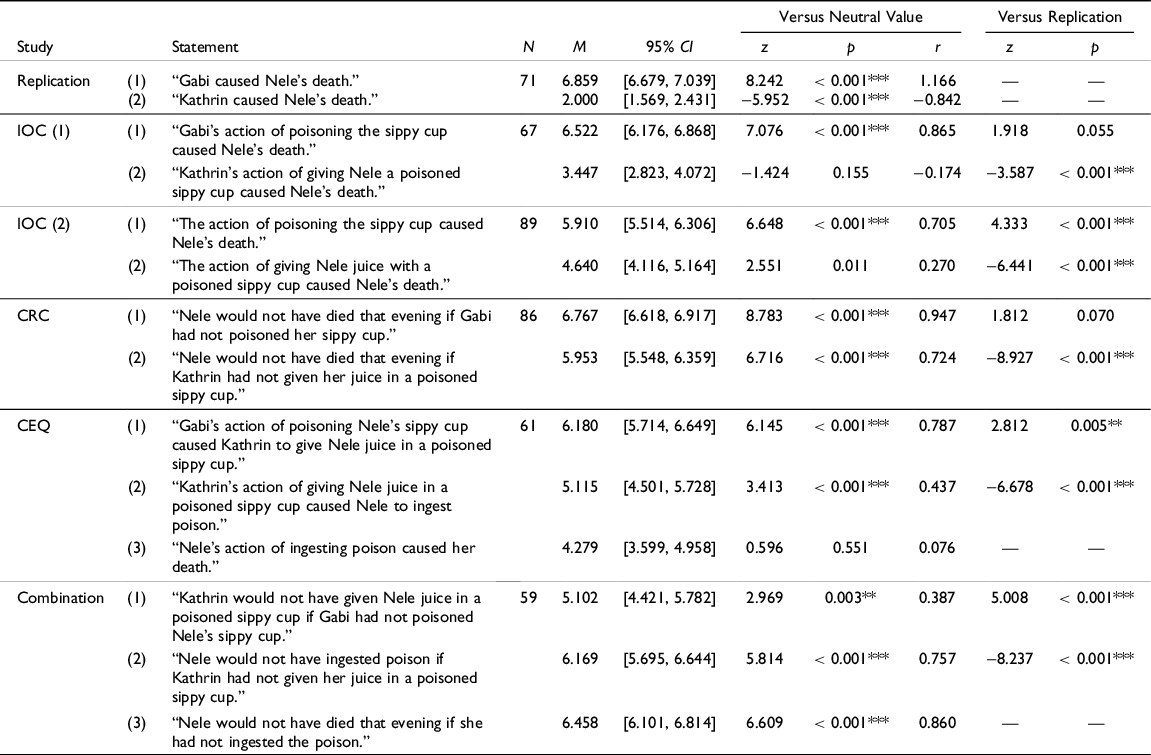 Versus Neutral Value Versus Replication
Study Statement N M 95% CI z p r z p
Replication (1) “Gabi caused Nele’s death.” 71 6.859 [6.679, 7.039] 8.242 < 0.001*** 1.166 — —
(2) “Kathrin caused Nele’s death.” 2.000 [1.569, 2.431] −5.952 < 0.001*** −0.842 — —
IOC (1) (1) “Gabi’s action of poisoning the sippy cup 67 6.522 [6.176, 6.868] 7.076 < 0.001*** 0.865 1.918 0.055
caused Nele’s death.”
(2) “Kathrin’s action of giving Nele a poisoned 3.447 [2.823, 4.072] −1.424 0.155 −0.174 −3.587 < 0.001***
sippy cup caused Nele’s death.”
IOC (2) (1) “The action of poisoning the sippy cup caused 89 5.910 [5.514, 6.306] 6.648 < 0.001*** 0.705 4.333 < 0.001***
Nele’s death.”
(2) “The action of giving Nele juice with a 4.640 [4.116, 5.164] 2.551 0.011 0.270 −6.441 < 0.001***
poisoned sippy cup caused Nele’s death.”
CRC (1) “Nele would not have died that evening if Gabi 86 6.767 [6.618, 6.917] 8.783 < 0.001*** 0.947 1.812 0.070
had not poisoned her sippy cup.”
(2) “Nele would not have died that evening if 5.953 [5.548, 6.359] 6.716 < 0.001*** 0.724 −8.927 < 0.001***
Kathrin had not given her juice in a poisoned
sippy cup.”
CEQ (1) “Gabi’s action of poisoning Nele’s sippy cup 61 6.180 [5.714, 6.649] 6.145 < 0.001*** 0.787 2.812 0.005**
caused Kathrin to give Nele juice in a poisoned
sippy cup.”
(2) “Kathrin’s action of giving Nele juice in a 5.115 [4.501, 5.728] 3.413 < 0.001*** 0.437 −6.678 < 0.001***
poisoned sippy cup caused Nele to ingest
poison.”
(3) “Nele’s action of ingesting poison caused her 4.279 [3.599, 4.958] 0.596 0.551 0.076 — —
death.”
Combination (1) “Kathrin would not have given Nele juice in a 59 5.102 [4.421, 5.782] 2.969 0.003** 0.387 5.008 < 0.001***
poisoned sippy cup if Gabi had not poisoned
Nele’s sippy cup.”
(2) “Nele would not have ingested poison if 6.169 [5.695, 6.644] 5.814 < 0.001*** 0.757 −8.237 < 0.001***
Kathrin had not given her juice in a poisoned
sippy cup.”
(3) “Nele would not have died that evening if she 6.458 [6.101, 6.814] 6.609 < 0.001*** 0.860 — —
had not ingested the poison.”